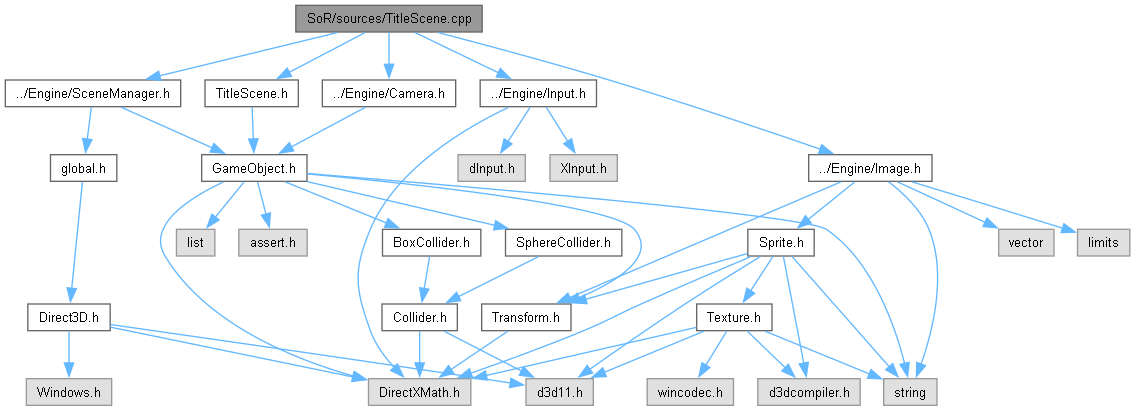 SoR/sources/TitleScene.cpp
../Engine/SceneManager.h
TitleScene.h
../Engine/Camera.h
../Engine/Input.h
global.h
GameObject.h
dInput.h
XInput.h
../Engine/Image.h
list
assert.h
BoxCollider.h
SphereCollider.h
Sprite.h
vector
limits
Direct3D.h
Collider.h
Transform.h
Texture.h
Windows.h
DirectXMath.h
d3d11.h
wincodec.h
d3dcompiler.h
string